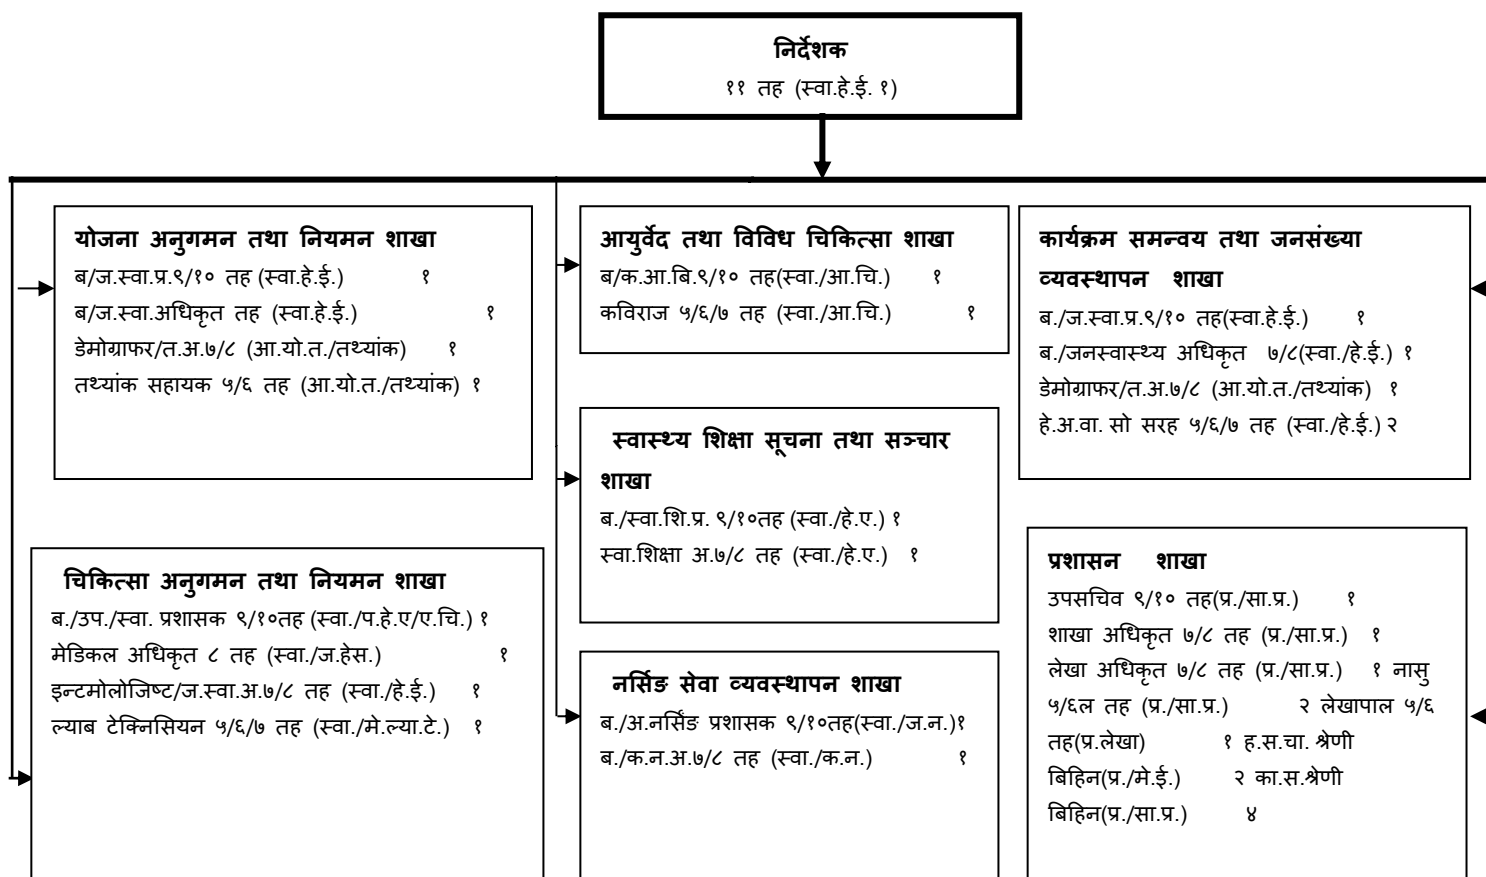 निर्देशक
११ तह (स्वा.हे.ई. १)
योजना अनुगमन तथा नियमन शाखा
ब/ज.स्वा.प्र.९/१० तह (स्वा.हे.ई.) १
ब/ज.स्वा.अधिकृत तह (स्वा.हे.ई.) १
डेमोग्राफर/त.अ.७/८ (आ.यो.त./तथ्यांक) १
तथ्यांक सहायक ५/६ तह (आ.यो.त./तथ्यांक) १
आयुर्वेद तथा विविध चिकित्सा शाखा
ब/क.आ.बि.९/१० तह(स्वा./आ.चि.) १
कविराज ५/६/७ तह (स्वा./आ.चि.) १
कार्यक्रम समन्वय तथा जनसंख्या
व्यवस्थापन शाखा
ब./ज.स्वा.प्र.९/१० तह(स्वा.हे.ई.) १
ब./जनस्वास्थ्य अधिकृत ७/८(स्वा./हे.ई.) १
डेमोग्राफर/त.अ.७/८ (आ.यो.त./तथ्यांक) १
हे.अ.वा. सो सरह ५/६/७ तह (स्वा./हे.ई.) २
स्वास्थ्य शिक्षा सूचना तथा सञ्चार
शाखा
ब./स्वा.शि.प्र. ९/१०तह (स्वा./हे.ए.) १
स्वा.शिक्षा अ.७/८ तह (स्वा./हे.ए.) १
चिकित्सा अनुगमन तथा नियमन शाखा
ब./उप./स्वा. प्रशासक ९/१०तह (स्वा./प.हे.ए/ए.चि.) १
मेडिकल अधिकृत ८ तह (स्वा./ज.हेस.) १
इन्टमोलोजिष्ट/ज.स्वा.अ.७/८ तह (स्वा./हे.ई.) १
ल्याब टेक्निसियन ५/६/७ तह (स्वा./मे.ल्या.टे.) १
नर्सिङ सेवा व्यवस्थापन शाखा
ब./अ.नर्सिंङ प्रशासक ९/१०तह(स्वा./ज.न.)१
ब./क.न.अ.७/८ तह (स्वा./क.न.) १
प्रशासन शाखा
उपसचिव ९/१० तह(प्र./सा.प्र.) १
शाखा अधिकृत ७/८ तह (प्र./सा.प्र.) १
लेखा अधिकृत ७/८ तह (प्र./सा.प्र.) १ नासु
५/६ल तह (प्र./सा.प्र.) २ लेखापाल ५/६
तह(प्र.लेखा) १ ह.स.चा. श्रेणी
बिहिन(प्र./मे.ई.) २ का.स.श्रेणी
बिहिन(प्र./सा.प्र.) ४